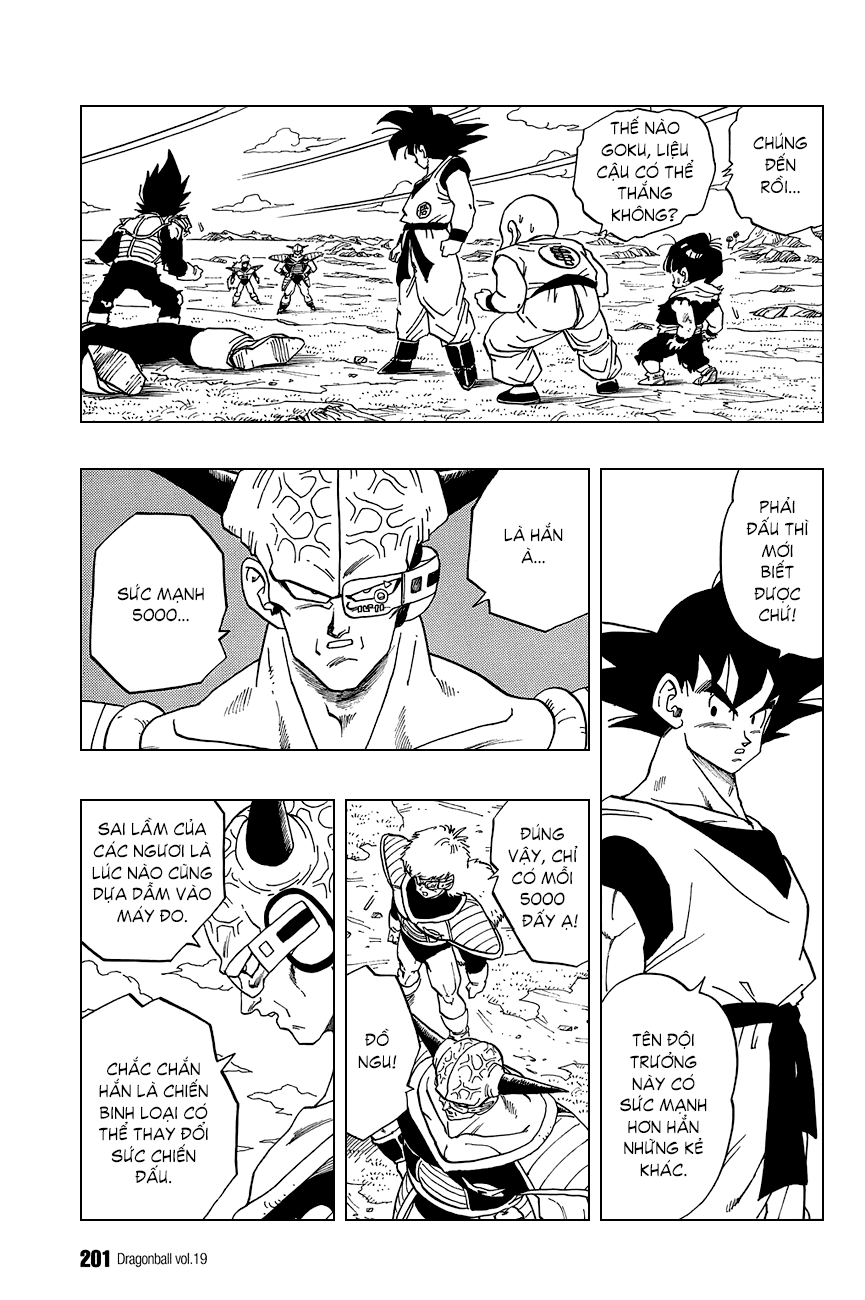 CHÚNG
ĐẾN
RỒI...
THẾ NÀO
GOKU, LIỆU
CẬU CÓ THỂ
THẮNG
KHÔNG?
PHẢI
ĐẤU THÌ
MỚI
BIẾT
ĐƯỢC
CHỨ!
TÊN ĐỘI
TRƯỞNG
NÀY CÓ
SỨC MẠNH
HƠN HẲN
NHỮNG KẺ
KHÁC.
LÀ HẮN
À...
SỨC MẠNH
5000...
ĐÚNG
VẬY, CHỈ
CÓ MỖI
5000
ĐẤY Ạ!
ĐỒ
NGU!
SAI LẦM CỦA
CÁC NGƯƠI LÀ
LÚC NÀO CŨNG
DỰA DẪM VÀO
MÁY ĐO.
CHẮC CHẮN
HẮN LÀ CHIẾN
BINH LOẠI CÓ
THỂ THAY ĐỔI
SỨC CHIẾN
ĐẤU.
201 Dragonball vol.19